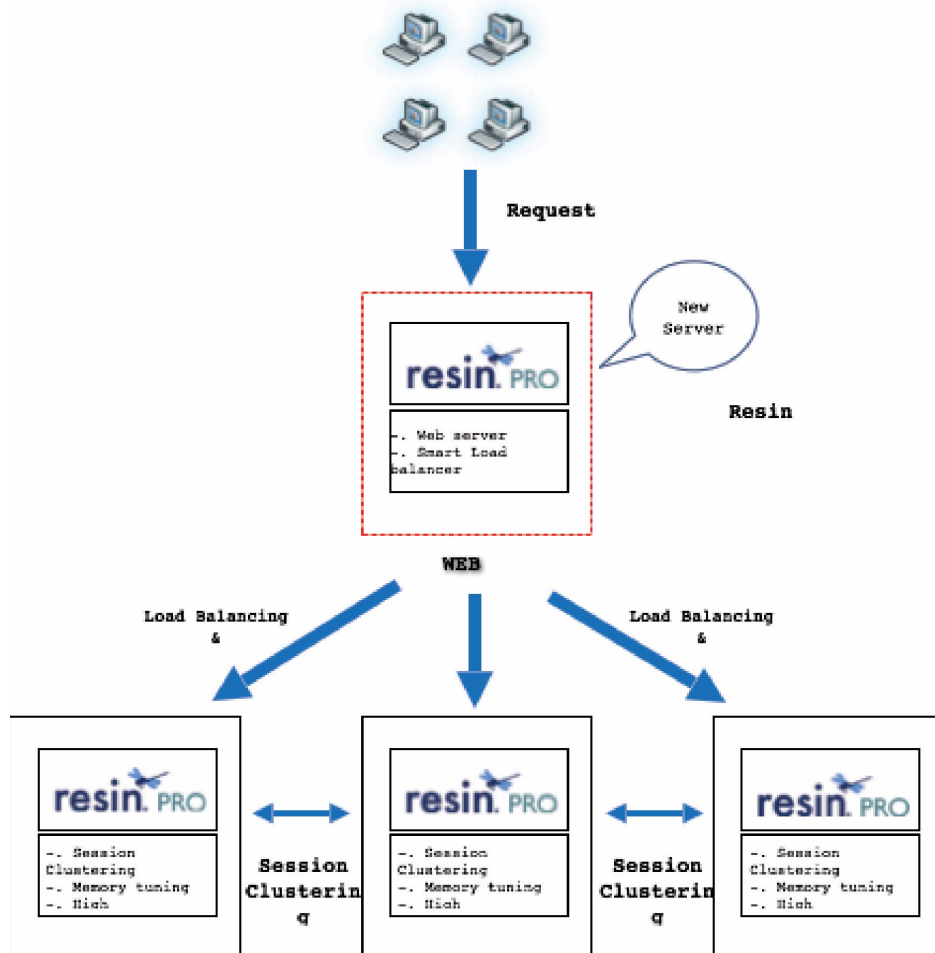 Request
New
Server
resin. PRO
Resin
-. Web server
-. Smart Load
balancer
WEB
Load Balancing
&
Load Balancing
&
resin. PRO
-. Session
Clustering
-. Memory tuning
-. High
Session
Clusterin
g
resin. PRO
-. Session
Clustering
-. Memory tuning
-. High
Session
Clusterin
g
resin. PRO
-. Session
Clustering
-. Memory tuning
-. High